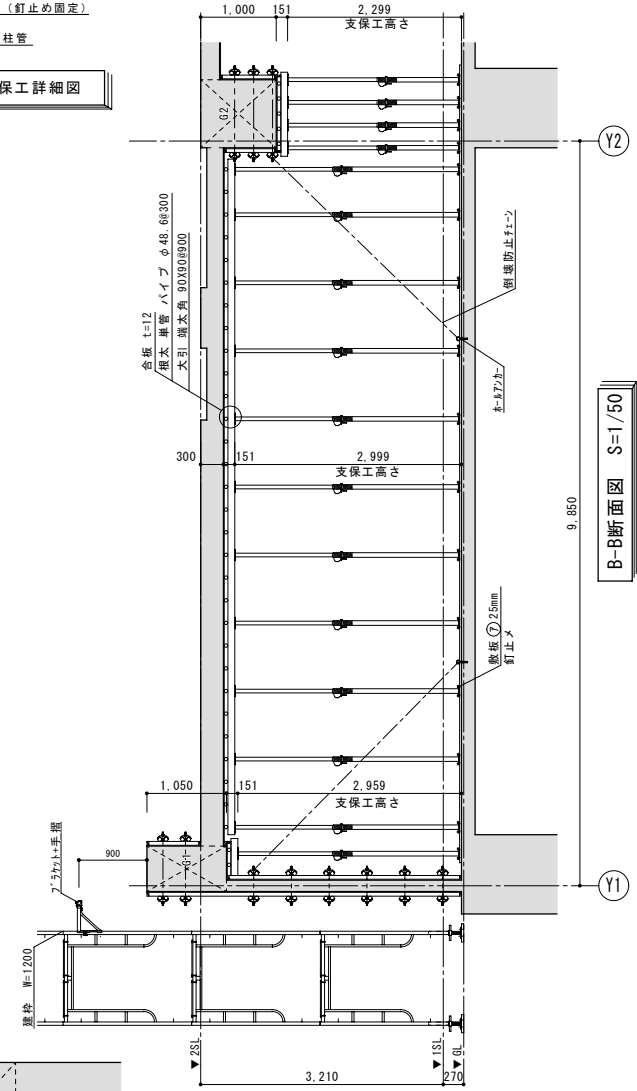 (釘止め固定)
柱管
保工詳細図
1,000
151
2,299
支保工高さ
G2
Y2
合板 t=12
根太 単管 パイプ φ48.6@300
大引 端太角 90X90@900
倒壊防止チェーン
ホールアンカー
300
151
2,999
支保工高さ
9,850
B-B断面図 S=1/50
敷板 ア 25mm
釘止メ
1,050
151
2,959
支保工高さ
G1
ブラケット+手摺
900
Y1
建枠 W=1200
▼2SL
▼1SL
▼GL
3,210
270